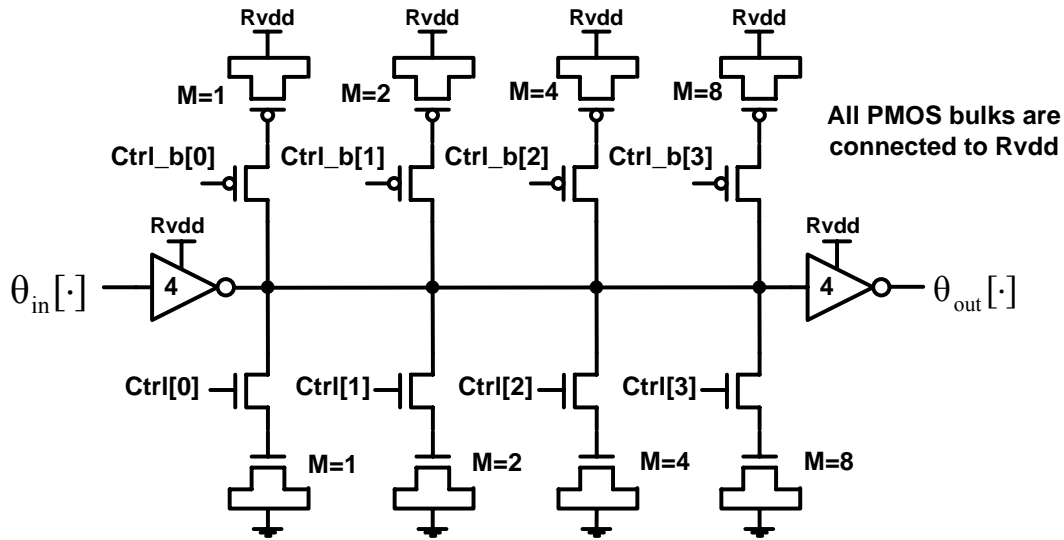 Rvdd Rvdd Rvdd Rvdd
M=1 M=2 M=4 M=8
All PMOS bulks are
connected to Rvdd
Ctrl_b[0] Ctrl_b[1] Ctrl_b[2] Ctrl_b[3]
Rvdd Rvdd
θin[·] 4 4 θout[·]
Ctrl[0] Ctrl[1] Ctrl[2] Ctrl[3]
M=1 M=2 M=4 M=8